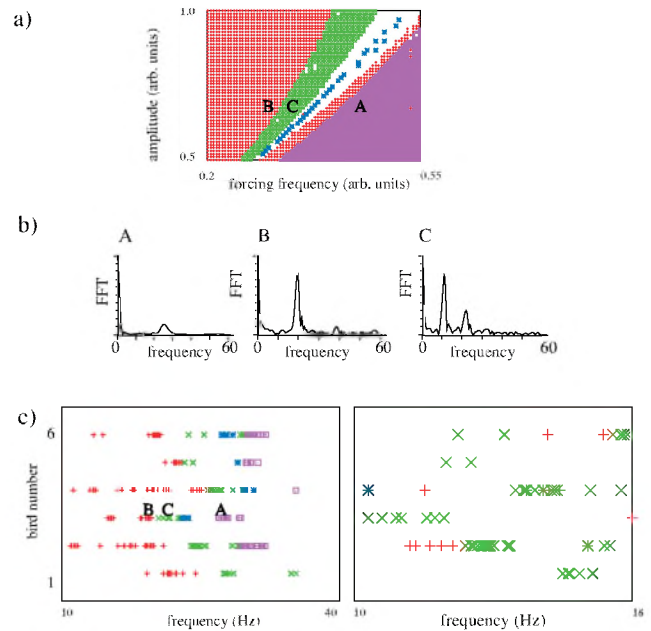 a)
1.0
amplitude (arb. units)
B C A
0.5
0.2 0.55
forcing frequency (arb. units)
b)
A B C
FFT FFT FFT
0 frequency 60 0 frequency 60 0 frequency 60
c)
6
bird number
B C A
1
10 40 10 16
frequency (Hz) frequency (Hz)